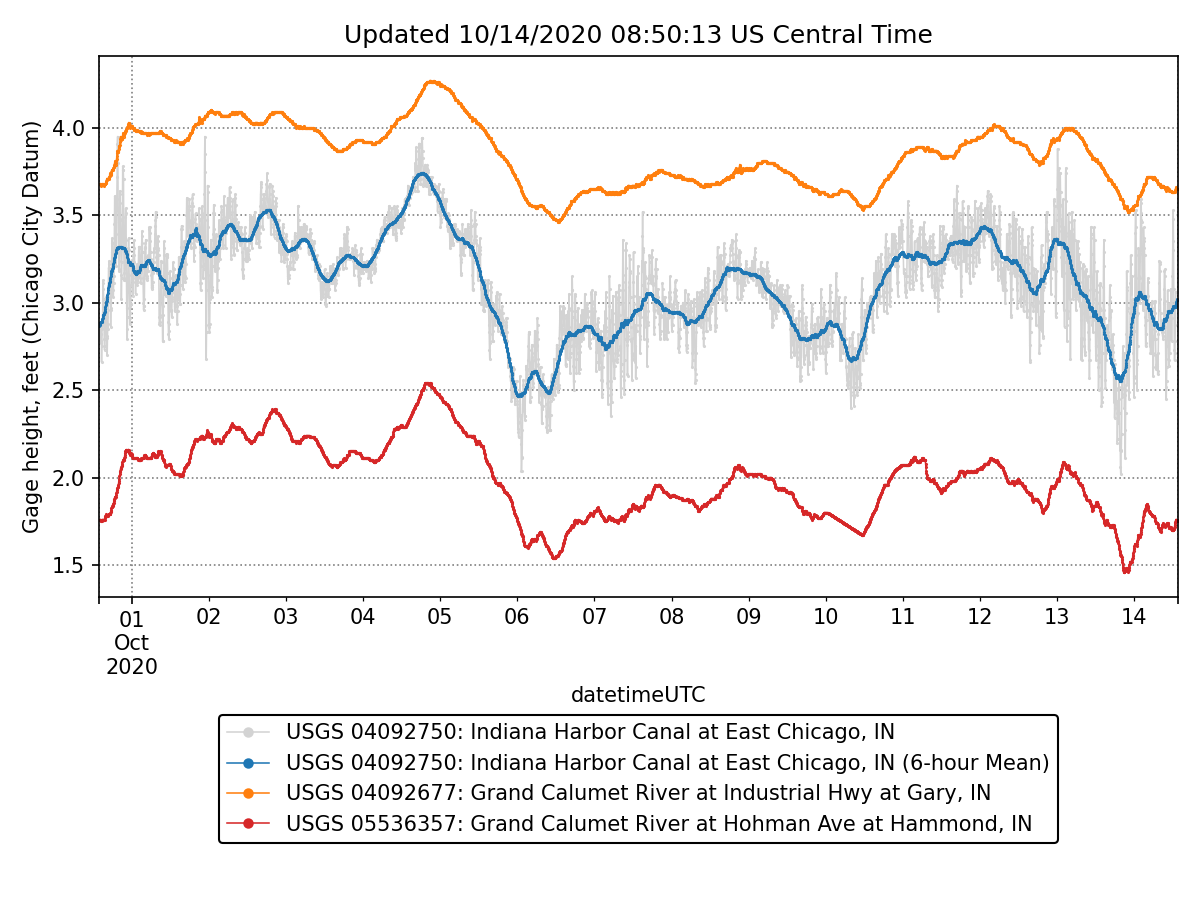 Updated 10/14/2020 08:50:13 US Central Time
Gage height, feet (Chicago City Datum)
4.0
3.5
3.0
2.5
2.0
1.5
01 02 03 04 05 06 07 08 09 10 11 12 13 14
Oct
2020
datetimeUTC
USGS 04092750: Indiana Harbor Canal at East Chicago, IN
USGS 04092750: Indiana Harbor Canal at East Chicago, IN (6-hour Mean)
USGS 04092677: Grand Calumet River at Industrial Hwy at Gary, IN
USGS 05536357: Grand Calumet River at Hohman Ave at Hammond, IN